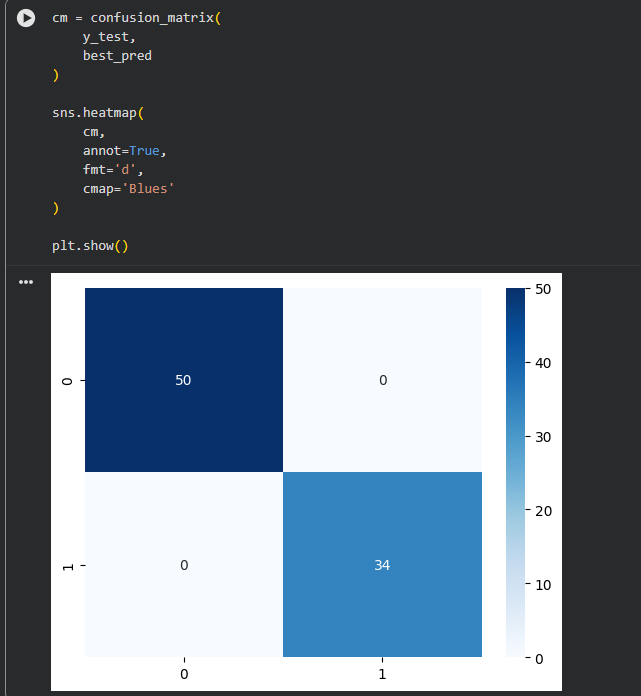 cm = confusion_matrix(
    y_test,
    best_pred
)
sns.heatmap(
    cm,
    annot=True,
    fmt='d',
    cmap='Blues'
)
plt.show()
50
0
50
0
40
30
20
1
0
34
10
0
0
1